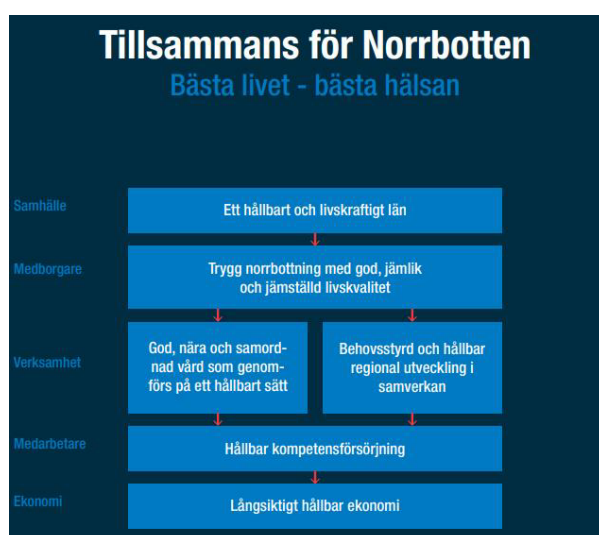 Tillsammans för Norrbotten
Bästa livet - bästa hälsan
Samhälle
Ett hållbart och livskraftigt län
Medborgare
Trygg norrbottning med god, jämlik
och jämställd livskvalitet
Verksamhet
God, nära och samord-
nad vård som genom-
förs på ett hållbart sätt
Behovsstyrd och hållbar
regional utveckling i
samverkan
Medarbetare
Hållbar kompetensförsörjning
Ekonomi
Långsiktigt hållbar ekonomi